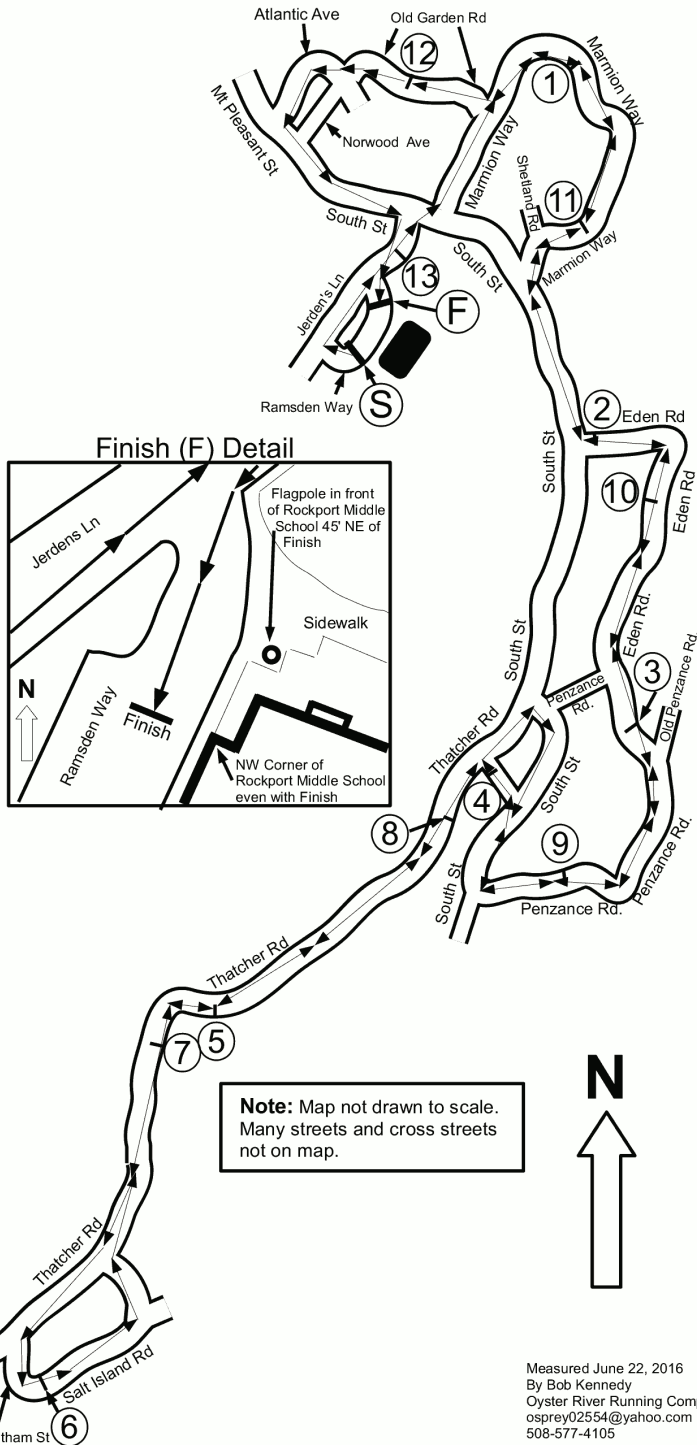 Atlantic Ave
Old Garden Rd
12
Marmion Way
1
Mt Pleasant St
Norwood Ave
Marmion Way
Shetland Rd
11
South St
South St
Marmion Way
13
Jerden's Ln
F
Ramsden Way
S
2
Eden Rd
South St
10
Eden Rd
Finish (F) Detail
Flagpole in front
of Rockport Middle
School 45' NE of
Finish
Jerdens Ln
Sidewalk
N
Ramsden Way
Finish
NW Corner of
Rockport Middle School
even with Finish
Eden Rd.
South St
3
Old Penzance Rd
Penzance
Rd.
Thatcher Rd
4
South St
8
9
Penzance Rd.
South St
Penzance Rd.
Thatcher Rd
7
5
N
Note: Map not drawn to scale.
Many streets and cross streets
not on map.
Thatcher Rd
Salt Island Rd
tham St
6
Measured June 22, 2016
By Bob Kennedy
Oyster River Running Com
osprey02554@yahoo.com
508-577-4105